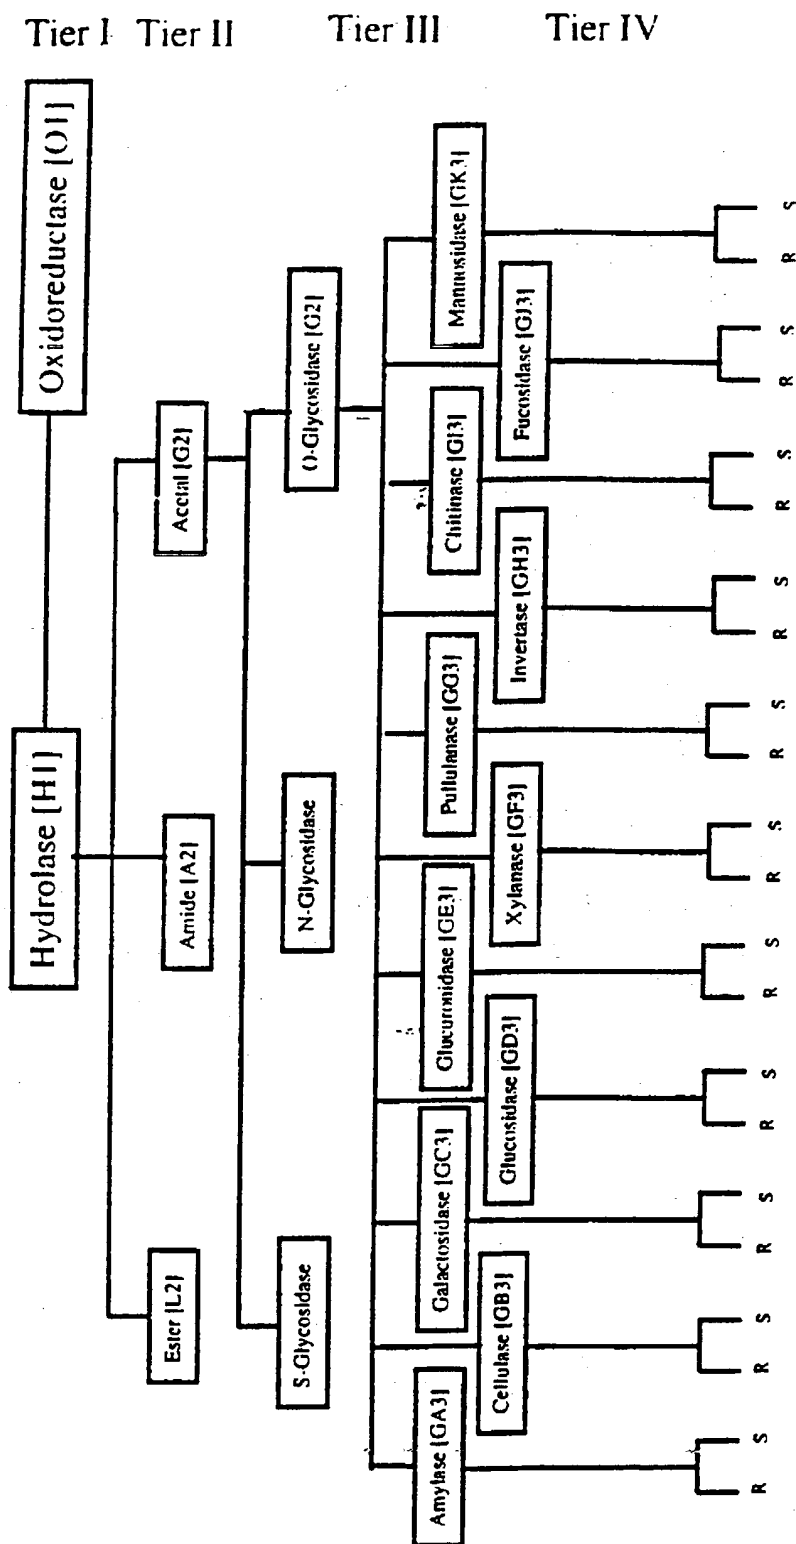 Tier I Tier II Tier III Tier IV
Oxidoreductase [O1]
Hydrolase [H1]
Acetal [G2]
Amide [A2]
Ester [L2]
O-Glycosidase [G2]
N-Glycosidase
S-Glycosidase
Mannosidase [GK3]
Fucosidase [GJ3]
Chitinase [GI3]
Invertase [GH3]
Pullulanase [GG3]
Xylanase [GF3]
Glucuronidase [GE3]
Glucosidase [GD3]
Galactosidase [GC3]
Cellulase [GB3]
Amylase [GA3]
R S
R S
R S
R S
R S
R S
R S
R S
R S
R S
R S